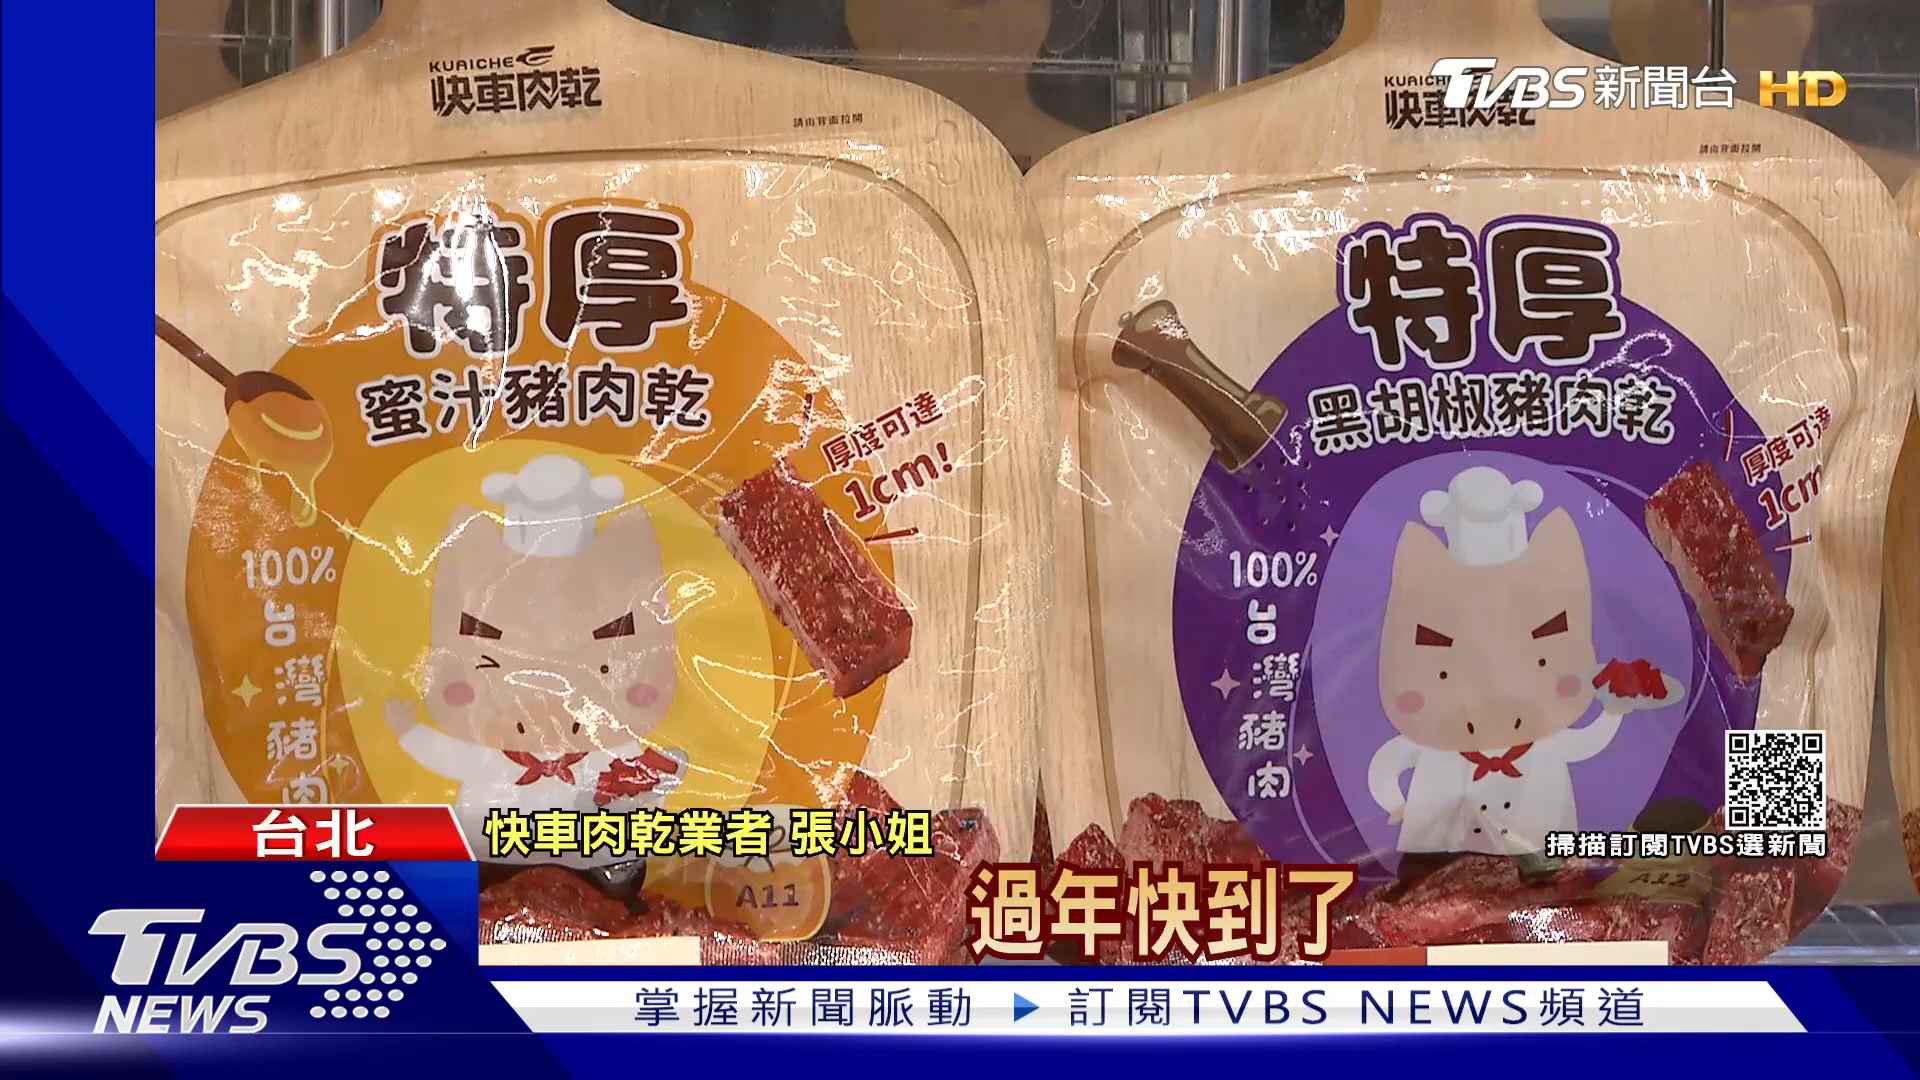 KUAICHE
快車肉乾
請由背面拉開
特厚
蜜汁豬肉乾
厚度可達
1cm!
100%
台灣豬肉
A11
KUAICHE
快車肉乾
請由背面拉開
特厚
黑胡椒豬肉乾
厚度可達
1cm
100%
台灣豬肉
A12
TVBS新聞台 HD
掃描訂閱TVBS選新聞
台北
快車肉乾業者 張小姐
過年快到了
TVBS
NEWS
掌握新聞脈動 ▶ 訂閱TVBS NEWS頻道